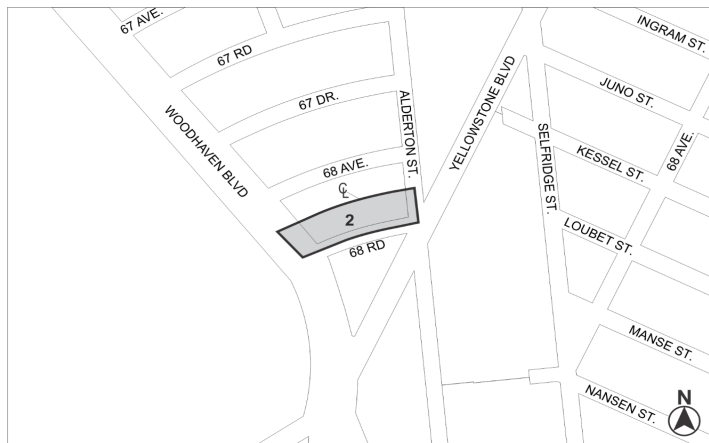 67 AVE.
INGRAM ST.
67 RD
YELLOWSTONE BLVD
JUNO ST.
67 DR.
WOODHAVEN BLVD
ALDERTON ST.
SELFRIDGE ST.
68 AVE.
KESSEL ST.
68 AVE.
℄
2
LOUBET ST.
68 RD
MANSE ST.
NANSEN ST.
N